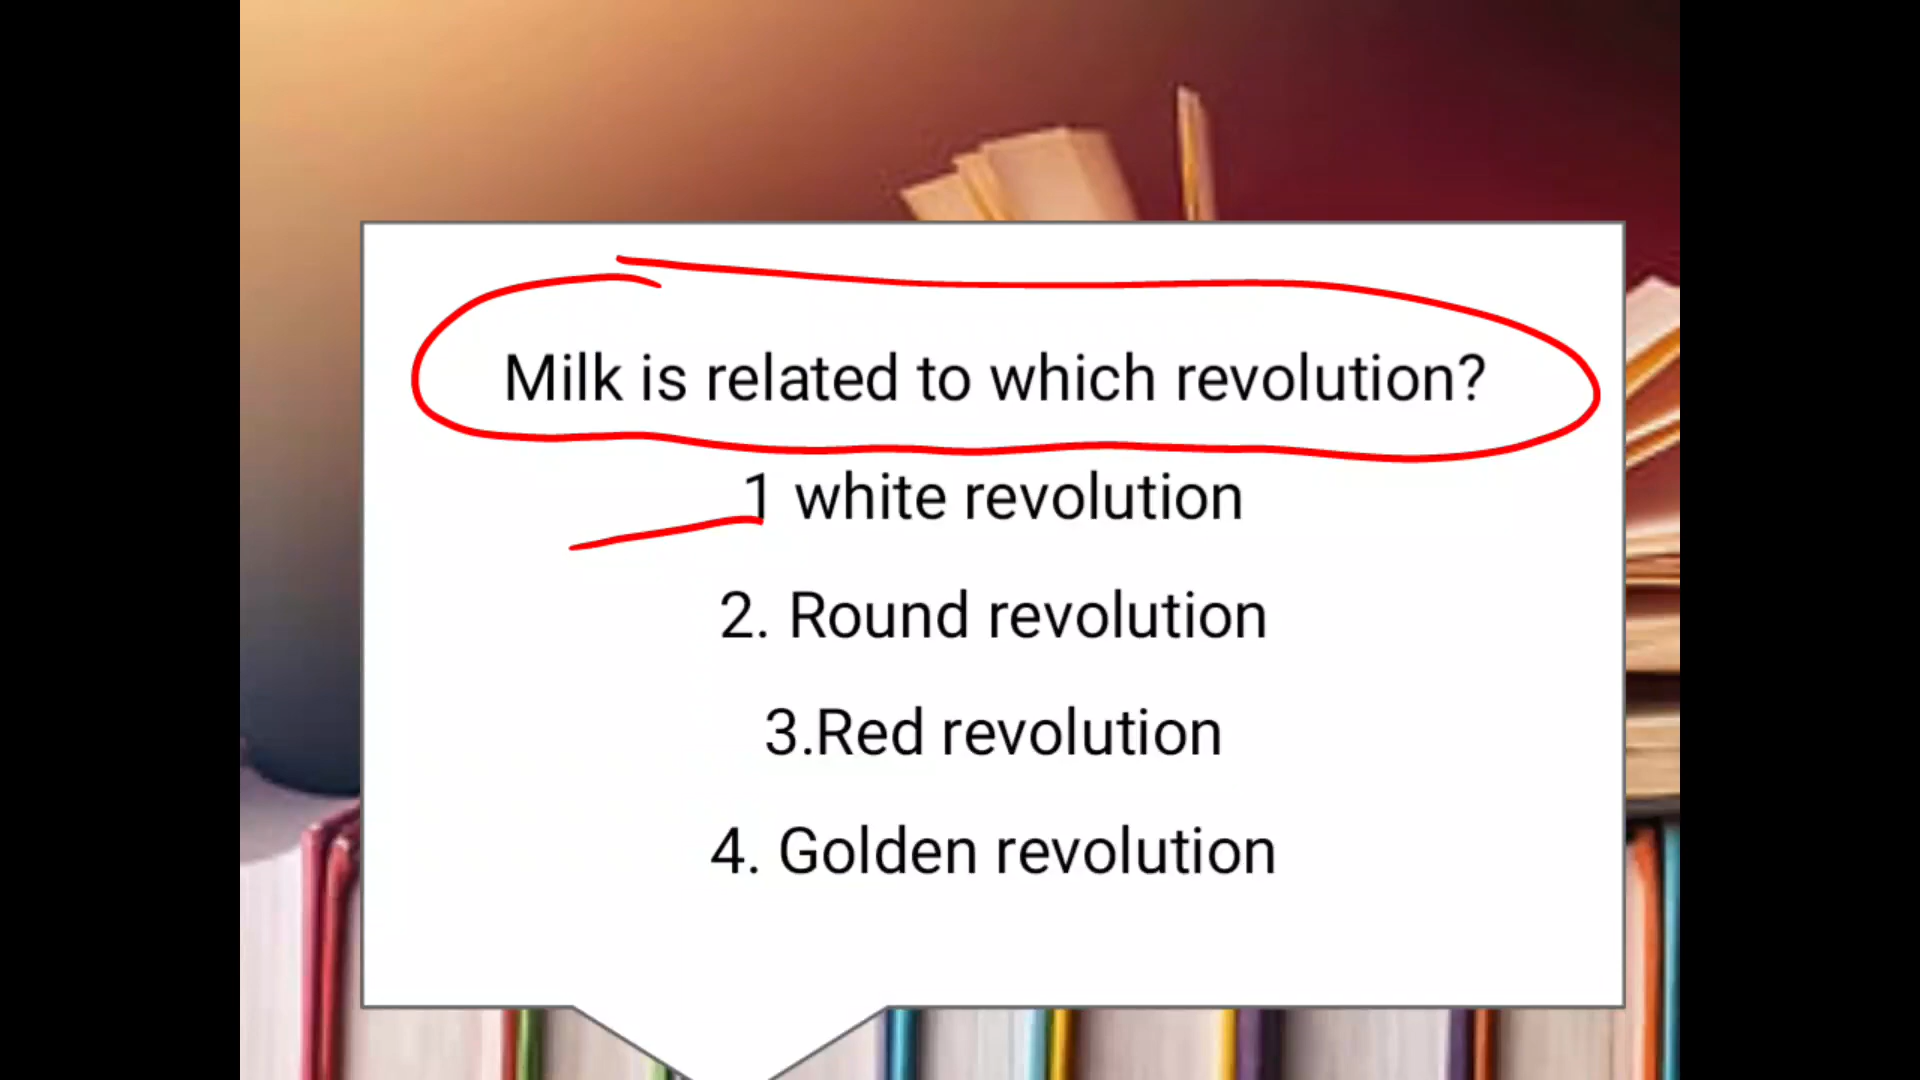 Milk is related to which revolution?
1 white revolution
2. Round revolution
3.Red revolution
4. Golden revolution